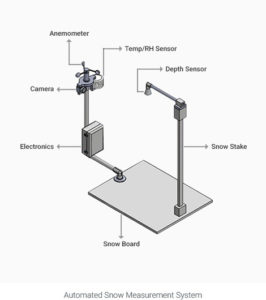 Anemometer
Temp/RH Sensor
Depth Sensor
Camera
Electronics
Snow Stake
Snow Board
Automated Snow Measurement System